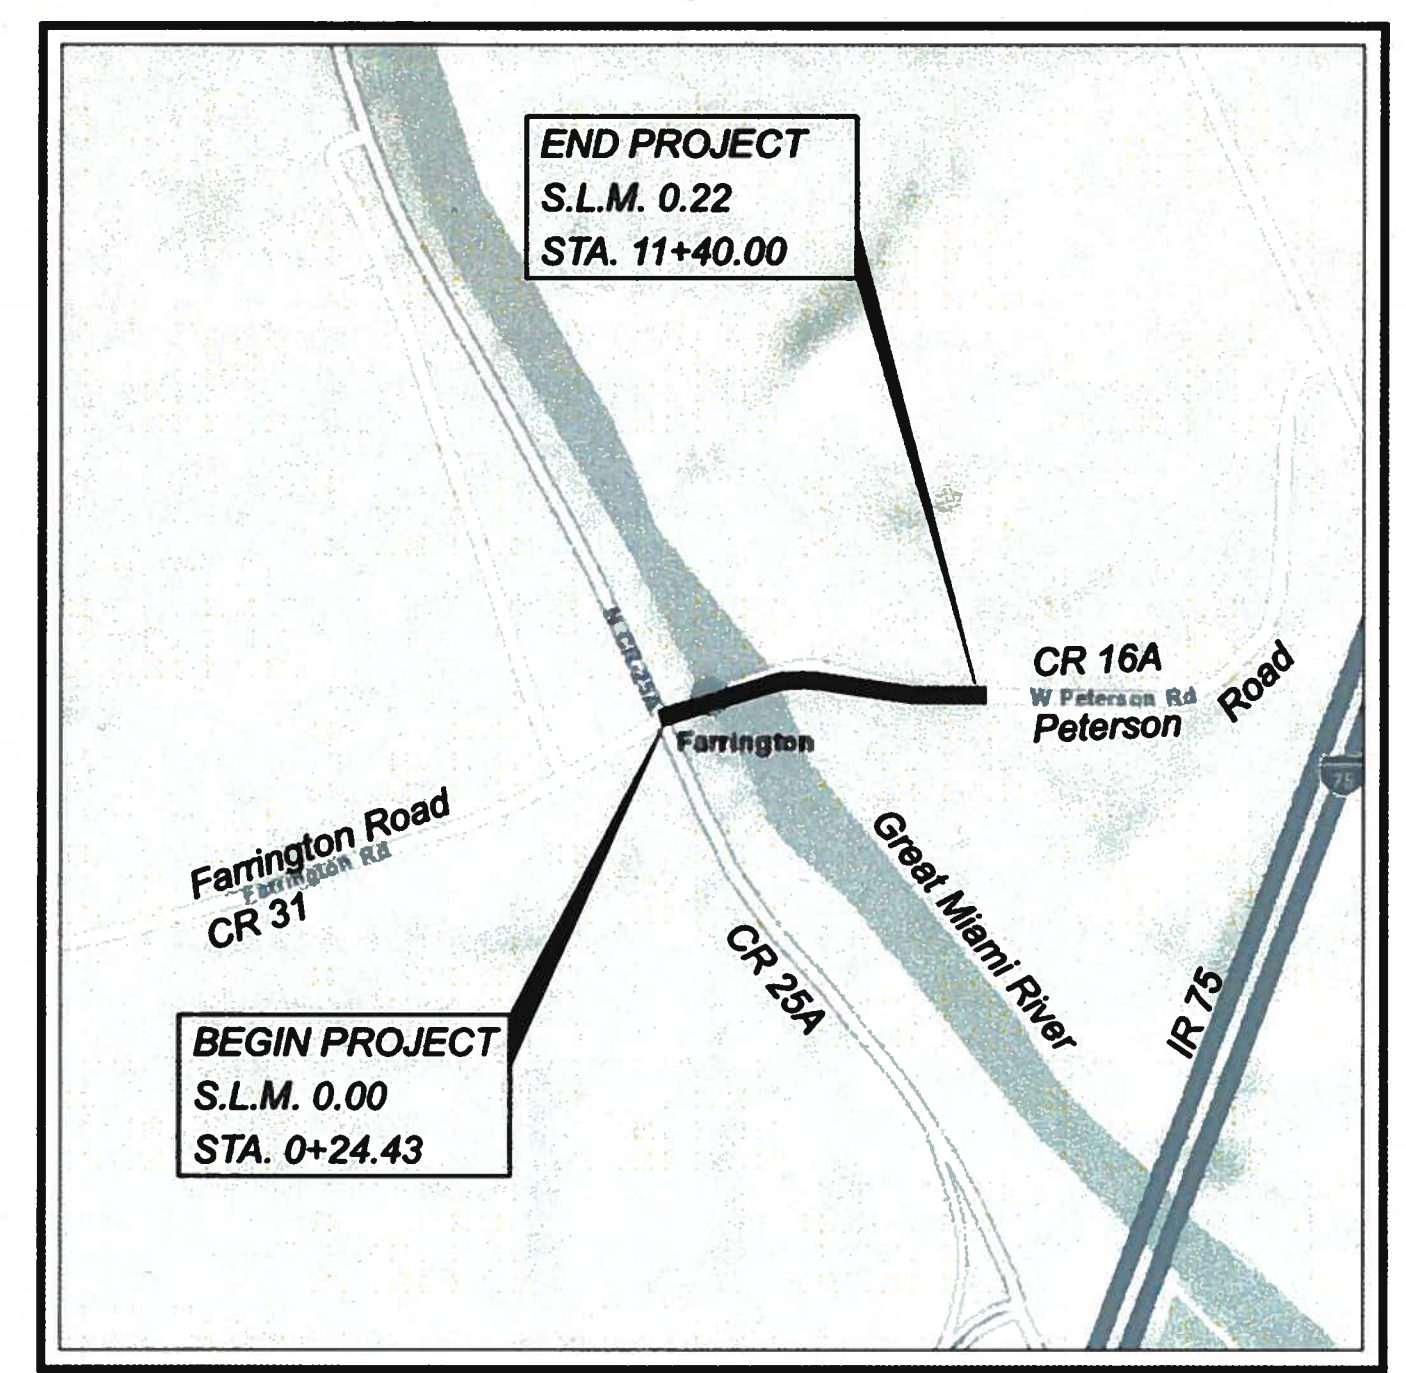 END PROJECT
S.L.M. 0.22
STA. 11+40.00
N CR-25A
CR 16A
W Peterson Rd
Peterson
Road
Farrington
75
Farrington Road
Farrington Rd
CR 31
Great Miami River
CR 25A
IR 75
BEGIN PROJECT
S.L.M. 0.00
STA. 0+24.43